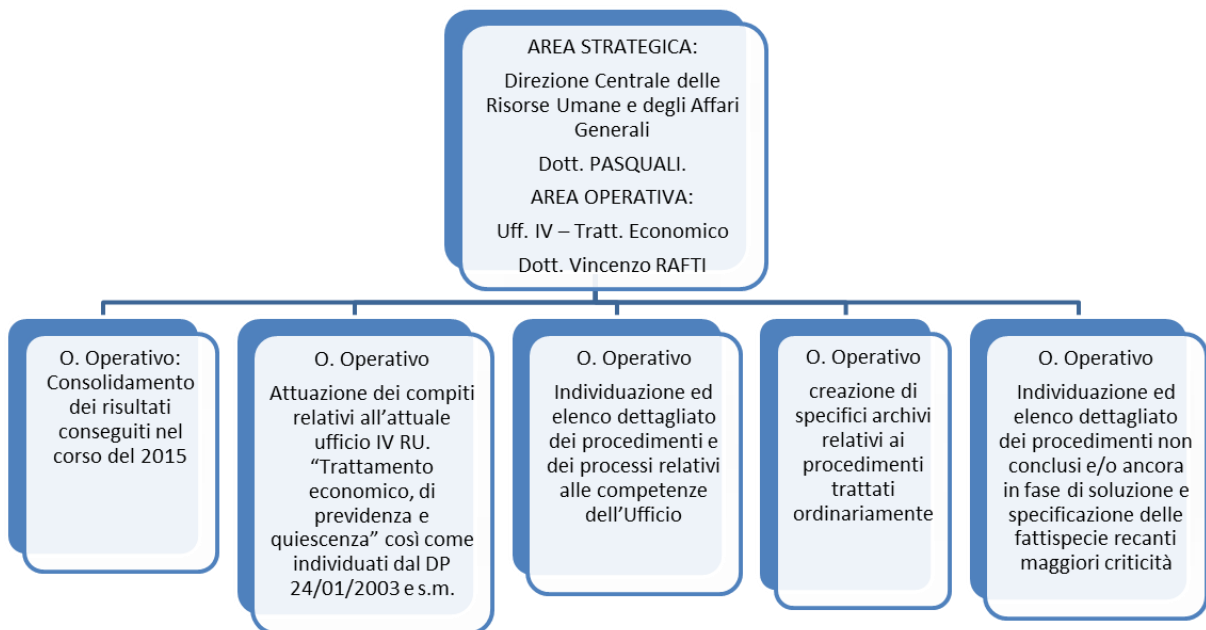 AREA STRATEGICA:
Direzione Centrale delle
Risorse Umane e degli Affari
Generali
Dott. PASQUALI.
AREA OPERATIVA:
Uff. IV – Tratt. Economico
Dott. Vincenzo RAFTI
O. Operativo:
Consolidamento
dei risultati
conseguiti nel
corso del 2015
O. Operativo
Attuazione dei compiti
relativi all’attuale
ufficio IV RU.
“Trattamento
economico, di
previdenza e
quiescenza” così come
individuati dal DP
24/01/2003 e s.m.
O. Operativo
Individuazione ed
elenco dettagliato
dei procedimenti e
dei processi relativi
alle competenze
dell’Ufficio
O. Operativo
creazione di
specifici archivi
relativi ai
procedimenti
trattati
ordinariamente
O. Operativo
Individuazione ed
elenco dettagliato
dei procedimenti non
conclusi e/o ancora
in fase di soluzione e
specificazione delle
fattispecie recanti
maggiori criticità